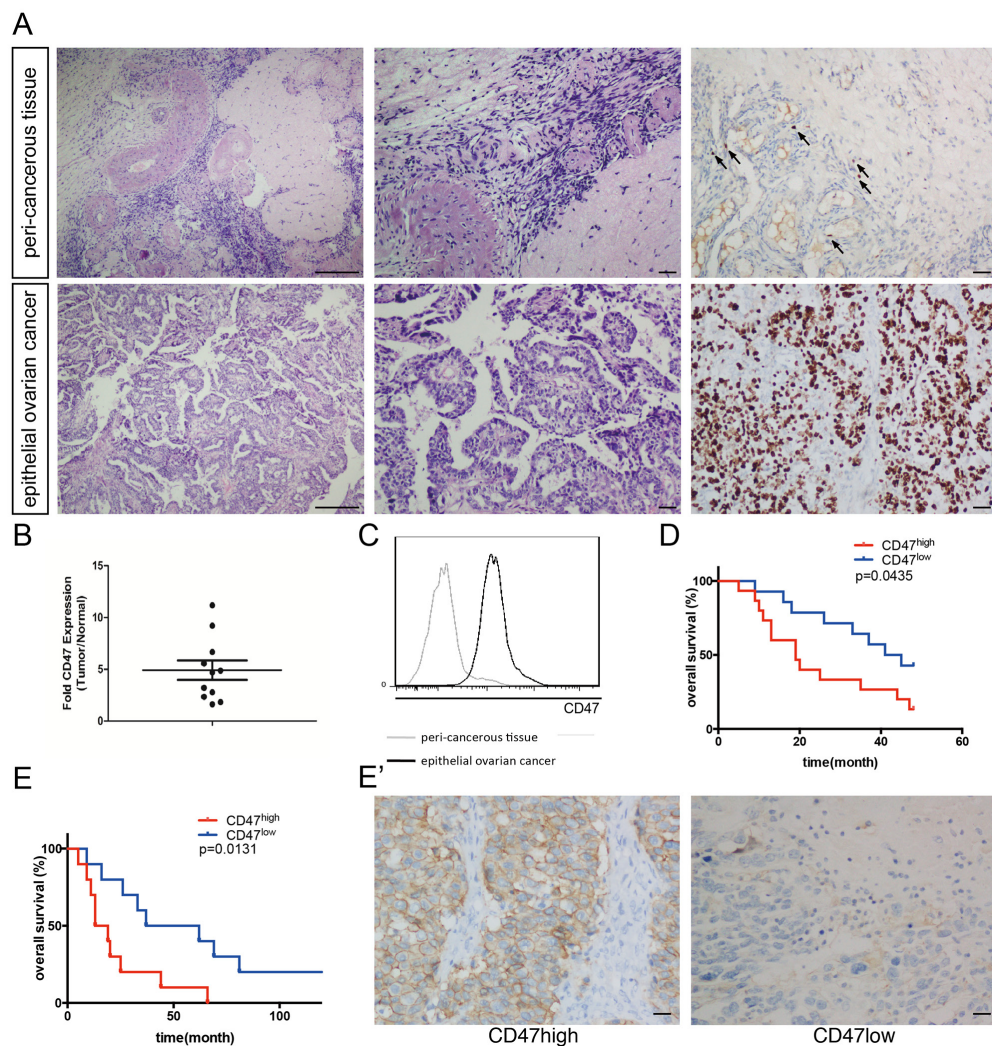 A
peri-cancerous tissue
epithelial ovarian cancer
B
15
10
5
0
Fold CD47 Expression
(Tumor/Normal)
C
0
CD47
peri-cancerous tissue
epithelial ovarian cancer
D
CD47high
CD47low
p=0.0435
100
50
0
overall survival (%)
0 20 40 60
time(month)
E
CD47high
CD47low
p=0.0131
100
50
0
overall survival (%)
0 50 100
time(month)
E’
CD47high
CD47low